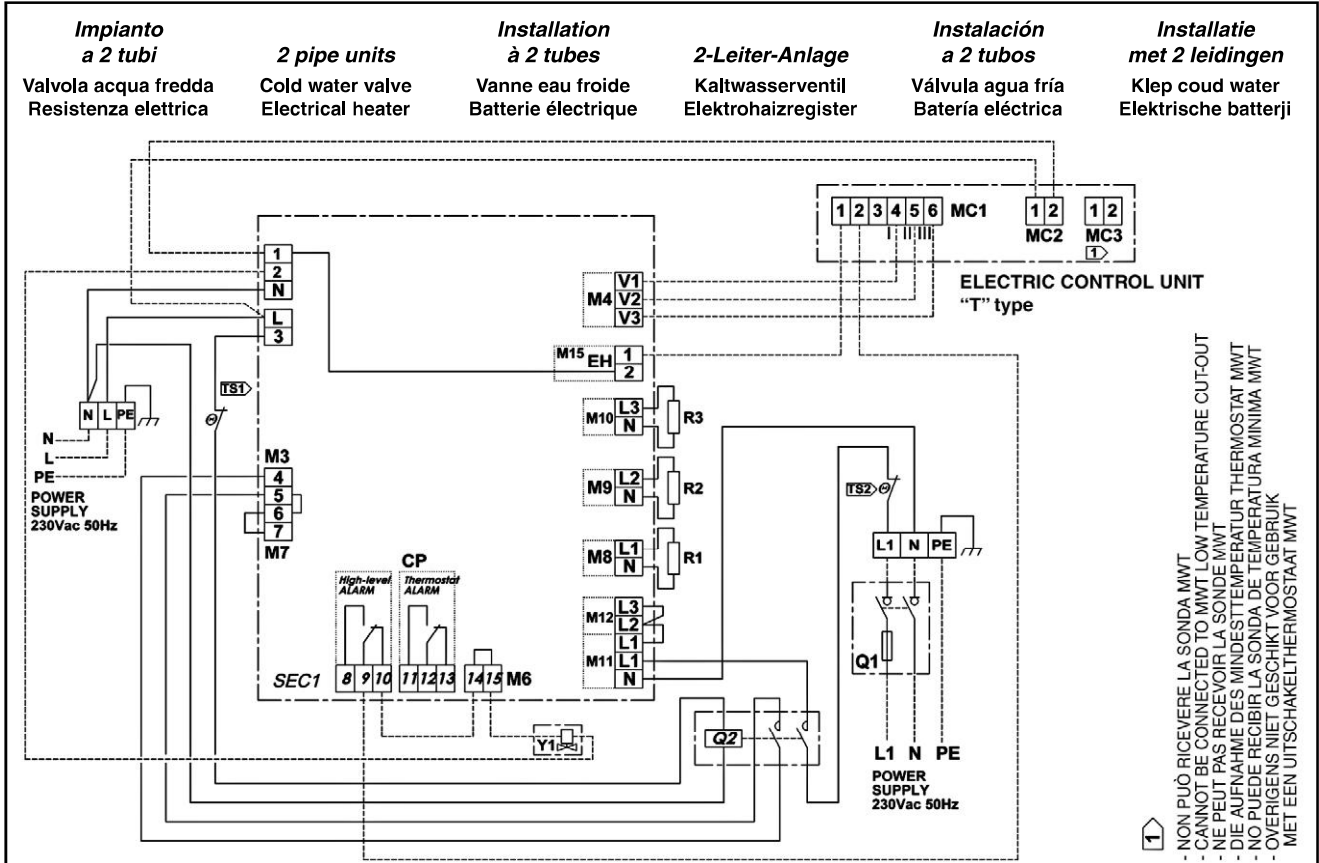 Impianto
a 2 tubi
Valvola acqua fredda
Resistenza elettrica
2 pipe units
Cold water valve
Electrical heater
Installation
à 2 tubes
Vanne eau froide
Batterie électrique
2-Leiter-Anlage
Kaltwasserventil
Elektrohaizregister
Instalación
a 2 tubos
Válvula agua fría
Batería eléctrica
Installatie
met 2 leidingen
Klep coud water
Elektrische batterji
1 2 3 4 5 6 MC1
I II III
1 2
MC2
1 2
MC3
1
ELECTRIC CONTROL UNIT
“T” type
1
2
N
L
3
TS1
N L PE
N
L
PE
POWER
SUPPLY
230Vac 50Hz
M3
4
5
6
7
M7
M4
V1
V2
V3
M15 EH
1
2
M10 L3
N
R3
M9 L2
N
R2
M8 L1
N
R1
M12 L3
L2
L1
M11 L1
N
CP
High-level
ALARM
Thermostat
ALARM
SEC1
8 9 10
11 12 13
14 15 M6
Y1
Q2
TS2
L1 N PE
Q1
L1 N PE
POWER
SUPPLY
230Vac 50Hz
1
- NON PUÒ RICEVERE LA SONDA MWT
- CANNOT BE CONNECTED TO MWT LOW TEMPERATURE CUT-OUT
- NE PEUT PAS RECEVOIR LA SONDE MWT
- DIE AUFNAHME DES MINDESTTEMPERATUR THERMOSTAT MWT
- NO PUEDE RECIBIR LA SONDA DE TEMPERATURA MINIMA MWT
- OVERIGENS NIET GESCHIKT VOOR GEBRUIK
MET EEN UITSCHAKELTHERMOSTAAT MWT